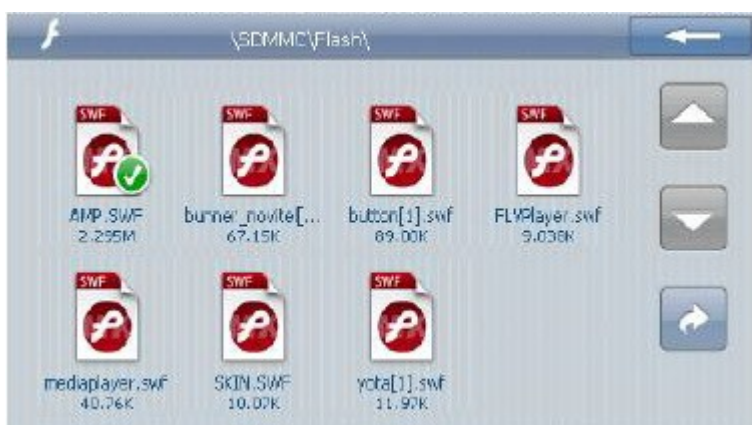 \SDMMC\Flash\
SWF SWF SWF SWF
AMP.SWF bunner_novite[... button[1].swf FLVPlayer.swf
2.295M 67.15K 89.00K 9.038K
SWF SWF SWF
mediaplayer.swf SKIN.SWF yota[1].swf
40.76K 10.07K 11.97K